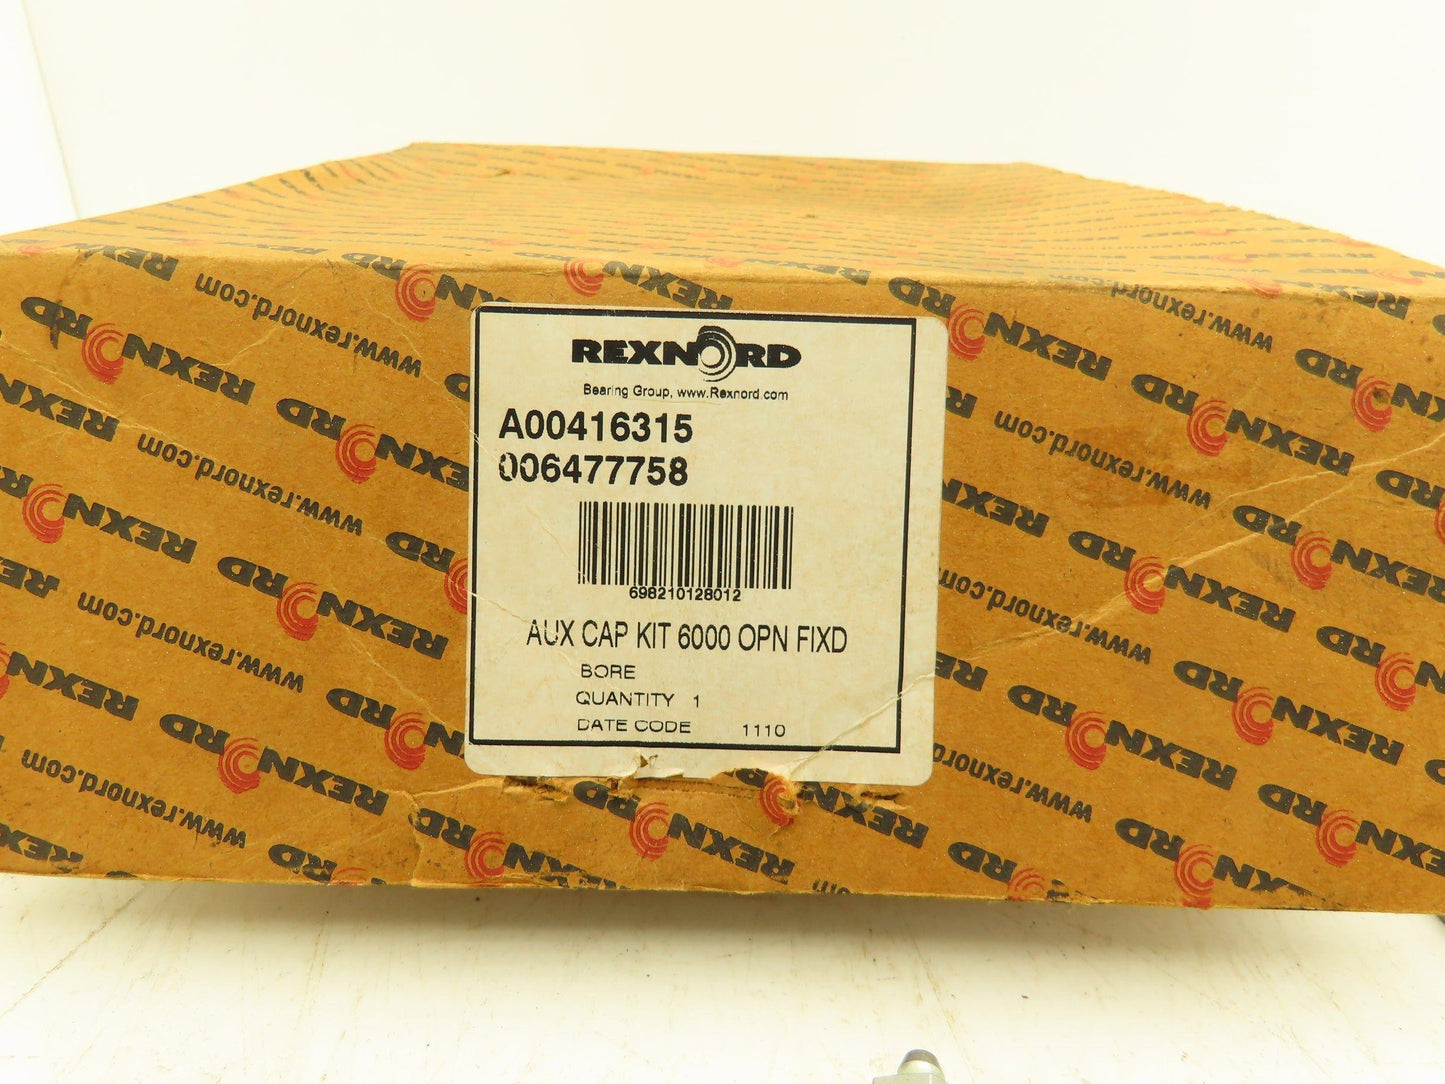 REXNORD
Bearing Group, www.Rexnord.com
A00416315
006477758
698210128012
AUX CAP KIT 6000 OPN FIXD
BORE
QUANTITY 1
DATE CODE 1110
REXNORD
www.rexnord.com